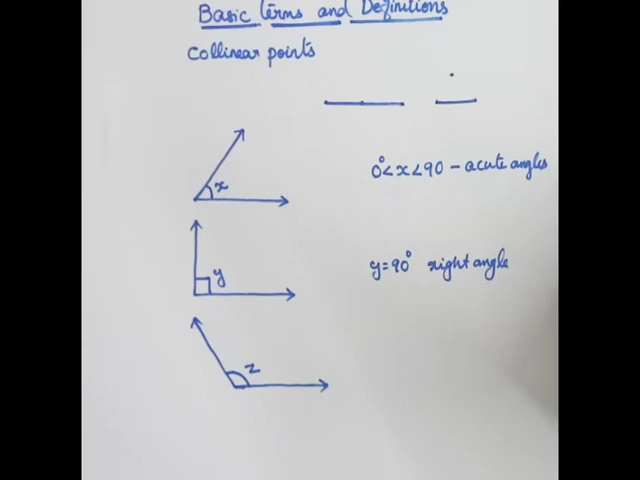 Basic terms and Definitions
Collinear points
x
0°<x<90 - acute angles
y
y=90° right angle
z